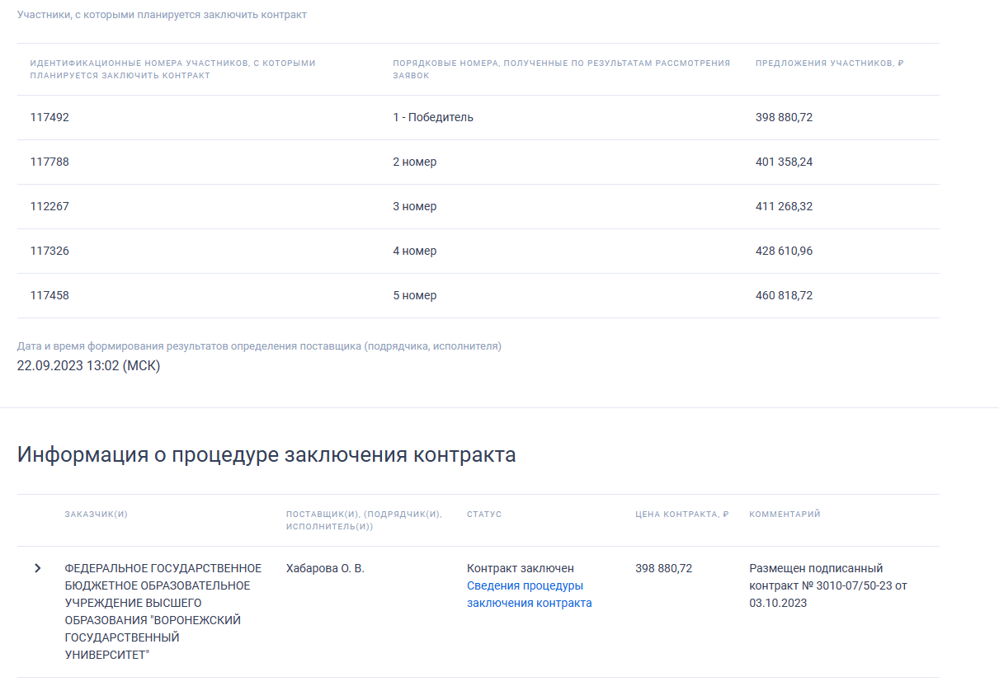 Участники, с которыми планируется заключить контракт
ИДЕНТИФИКАЦИОННЫЕ НОМЕРА УЧАСТНИКОВ, С КОТОРЫМИ
ПЛАНИРУЕТСЯ ЗАКЛЮЧИТЬ КОНТРАКТ
ПОРЯДКОВЫЕ НОМЕРА, ПОЛУЧЕННЫЕ ПО РЕЗУЛЬТАТАМ РАССМОТРЕНИЯ
ЗАЯВОК
ПРЕДЛОЖЕНИЯ УЧАСТНИКОВ, ₽
117492 1 - Победитель 398 880,72
117788 2 номер 401 358,24
112267 3 номер 411 268,32
117326 4 номер 428 610,96
117458 5 номер 460 818,72
Дата и время формирования результатов определения поставщика (подрядчика, исполнителя)
22.09.2023 13:02 (МСК)
Информация о процедуре заключения контракта
ЗАКАЗЧИК(И)
ПОСТАВЩИК(И), (ПОДРЯДЧИК(И),
ИСПОЛНИТЕЛЬ(И))
СТАТУС
ЦЕНА КОНТРАКТА, ₽
КОММЕНТАРИЙ
ФЕДЕРАЛЬНОЕ ГОСУДАРСТВЕННОЕ
БЮДЖЕТНОЕ ОБРАЗОВАТЕЛЬНОЕ
УЧРЕЖДЕНИЕ ВЫСШЕГО
ОБРАЗОВАНИЯ "ВОРОНЕЖСКИЙ
ГОСУДАРСТВЕННЫЙ
УНИВЕРСИТЕТ"
Хабарова О. В.
Контракт заключен
Сведения процедуры
заключения контракта
398 880,72
Размещен подписанный
контракт № 3010-07/50-23 от
03.10.2023